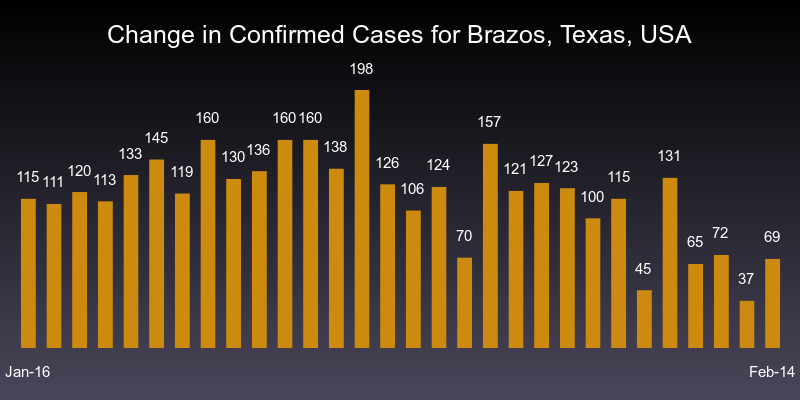 Change in Confirmed Cases for Brazos, Texas, USA
115 111 120 113 133 145 119 160 130 136 160 160 138 198 126 106 124 70 157 121 127 123 100 115 45 131 65 72 37 69
Jan-16 Feb-14